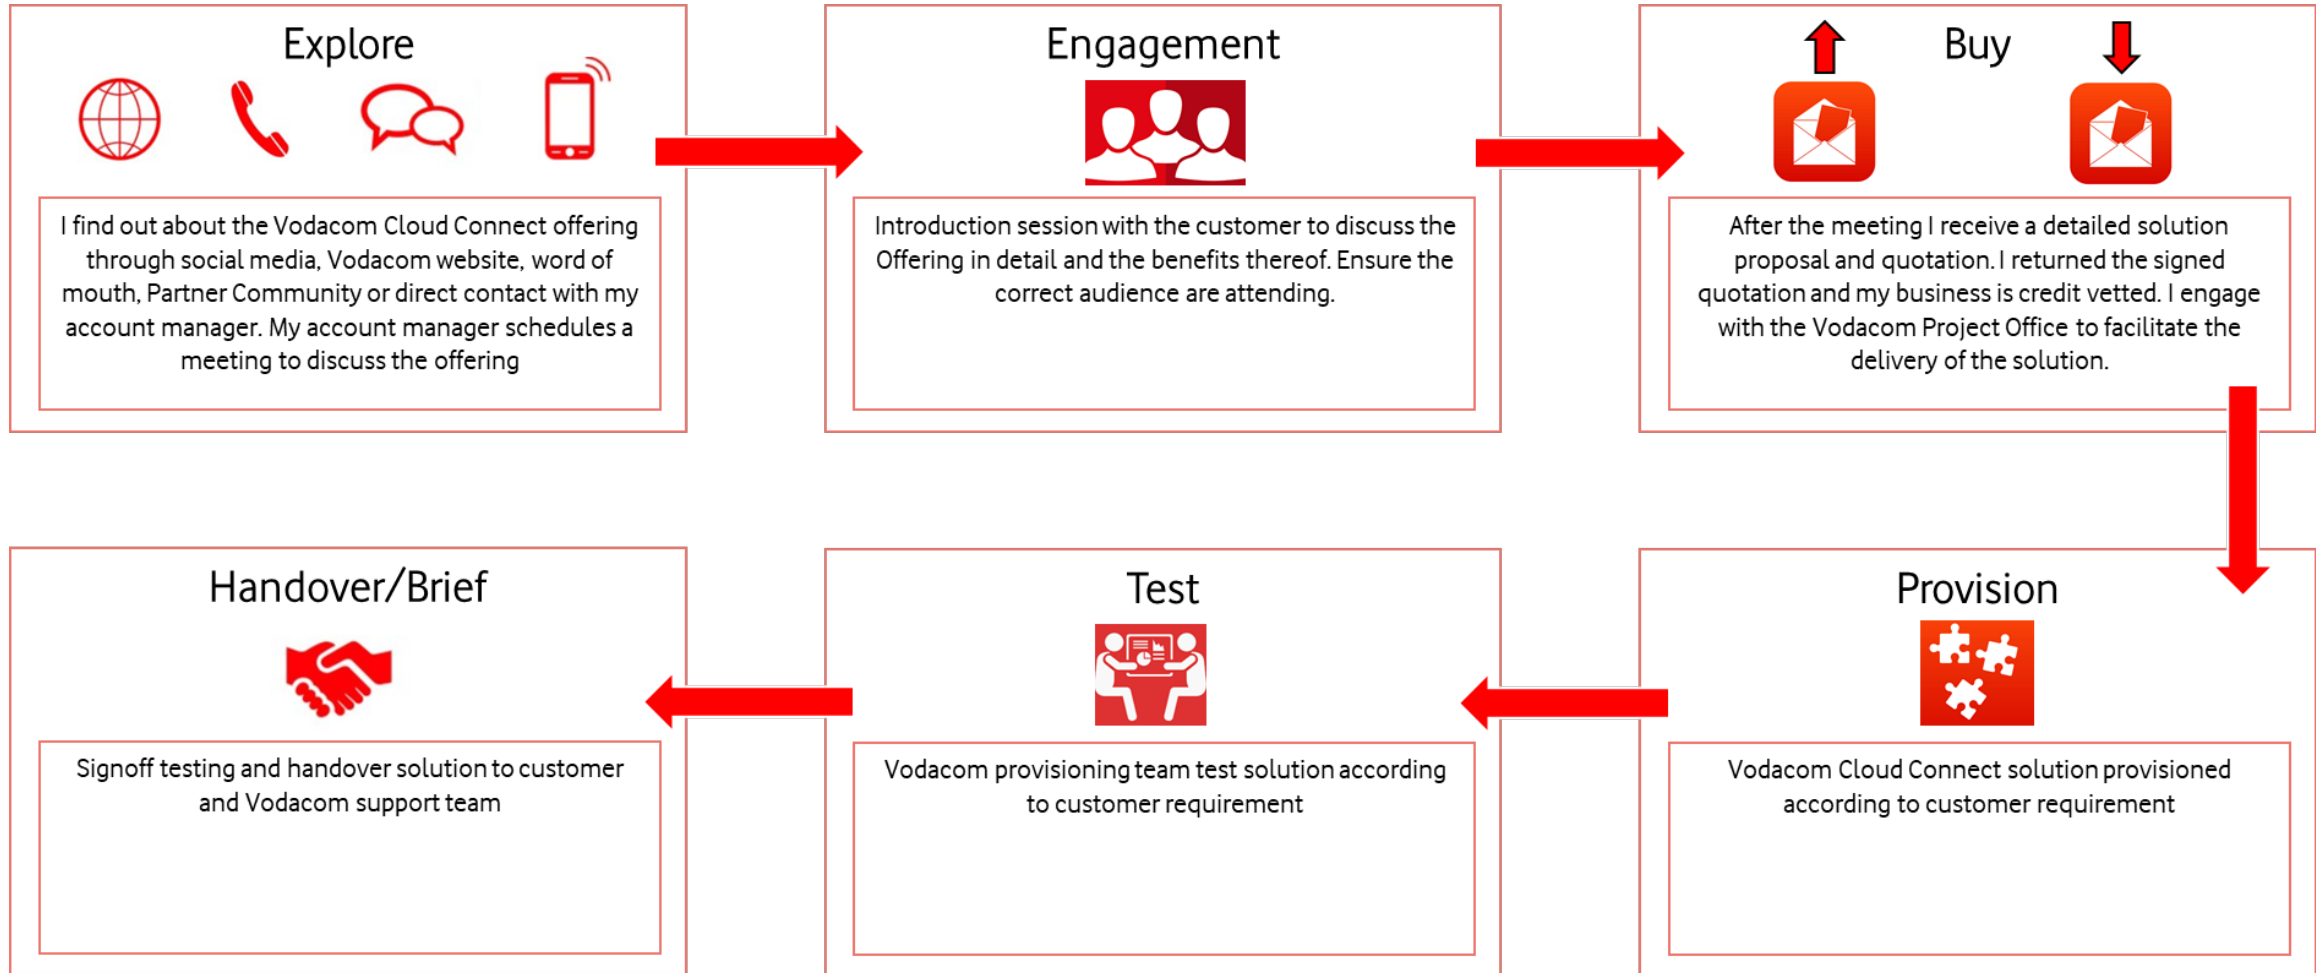 Explore
I find out about the Vodacom Cloud Connect offering
through social media, Vodacom website, word of
mouth, Partner Community or direct contact with my
account manager. My account manager schedules a
meeting to discuss the offering
Engagement
Introduction session with the customer to discuss the
Offering in detail and the benefits thereof. Ensure the
correct audience are attending.
Buy
After the meeting I receive a detailed solution
proposal and quotation. I returned the signed
quotation and my business is credit vetted. I engage
with the Vodacom Project Office to facilitate the
delivery of the solution.
Provision
Vodacom Cloud Connect solution provisioned
according to customer requirement
Test
Vodacom provisioning team test solution according
to customer requirement
Handover/Brief
Signoff testing and handover solution to customer
and Vodacom support team